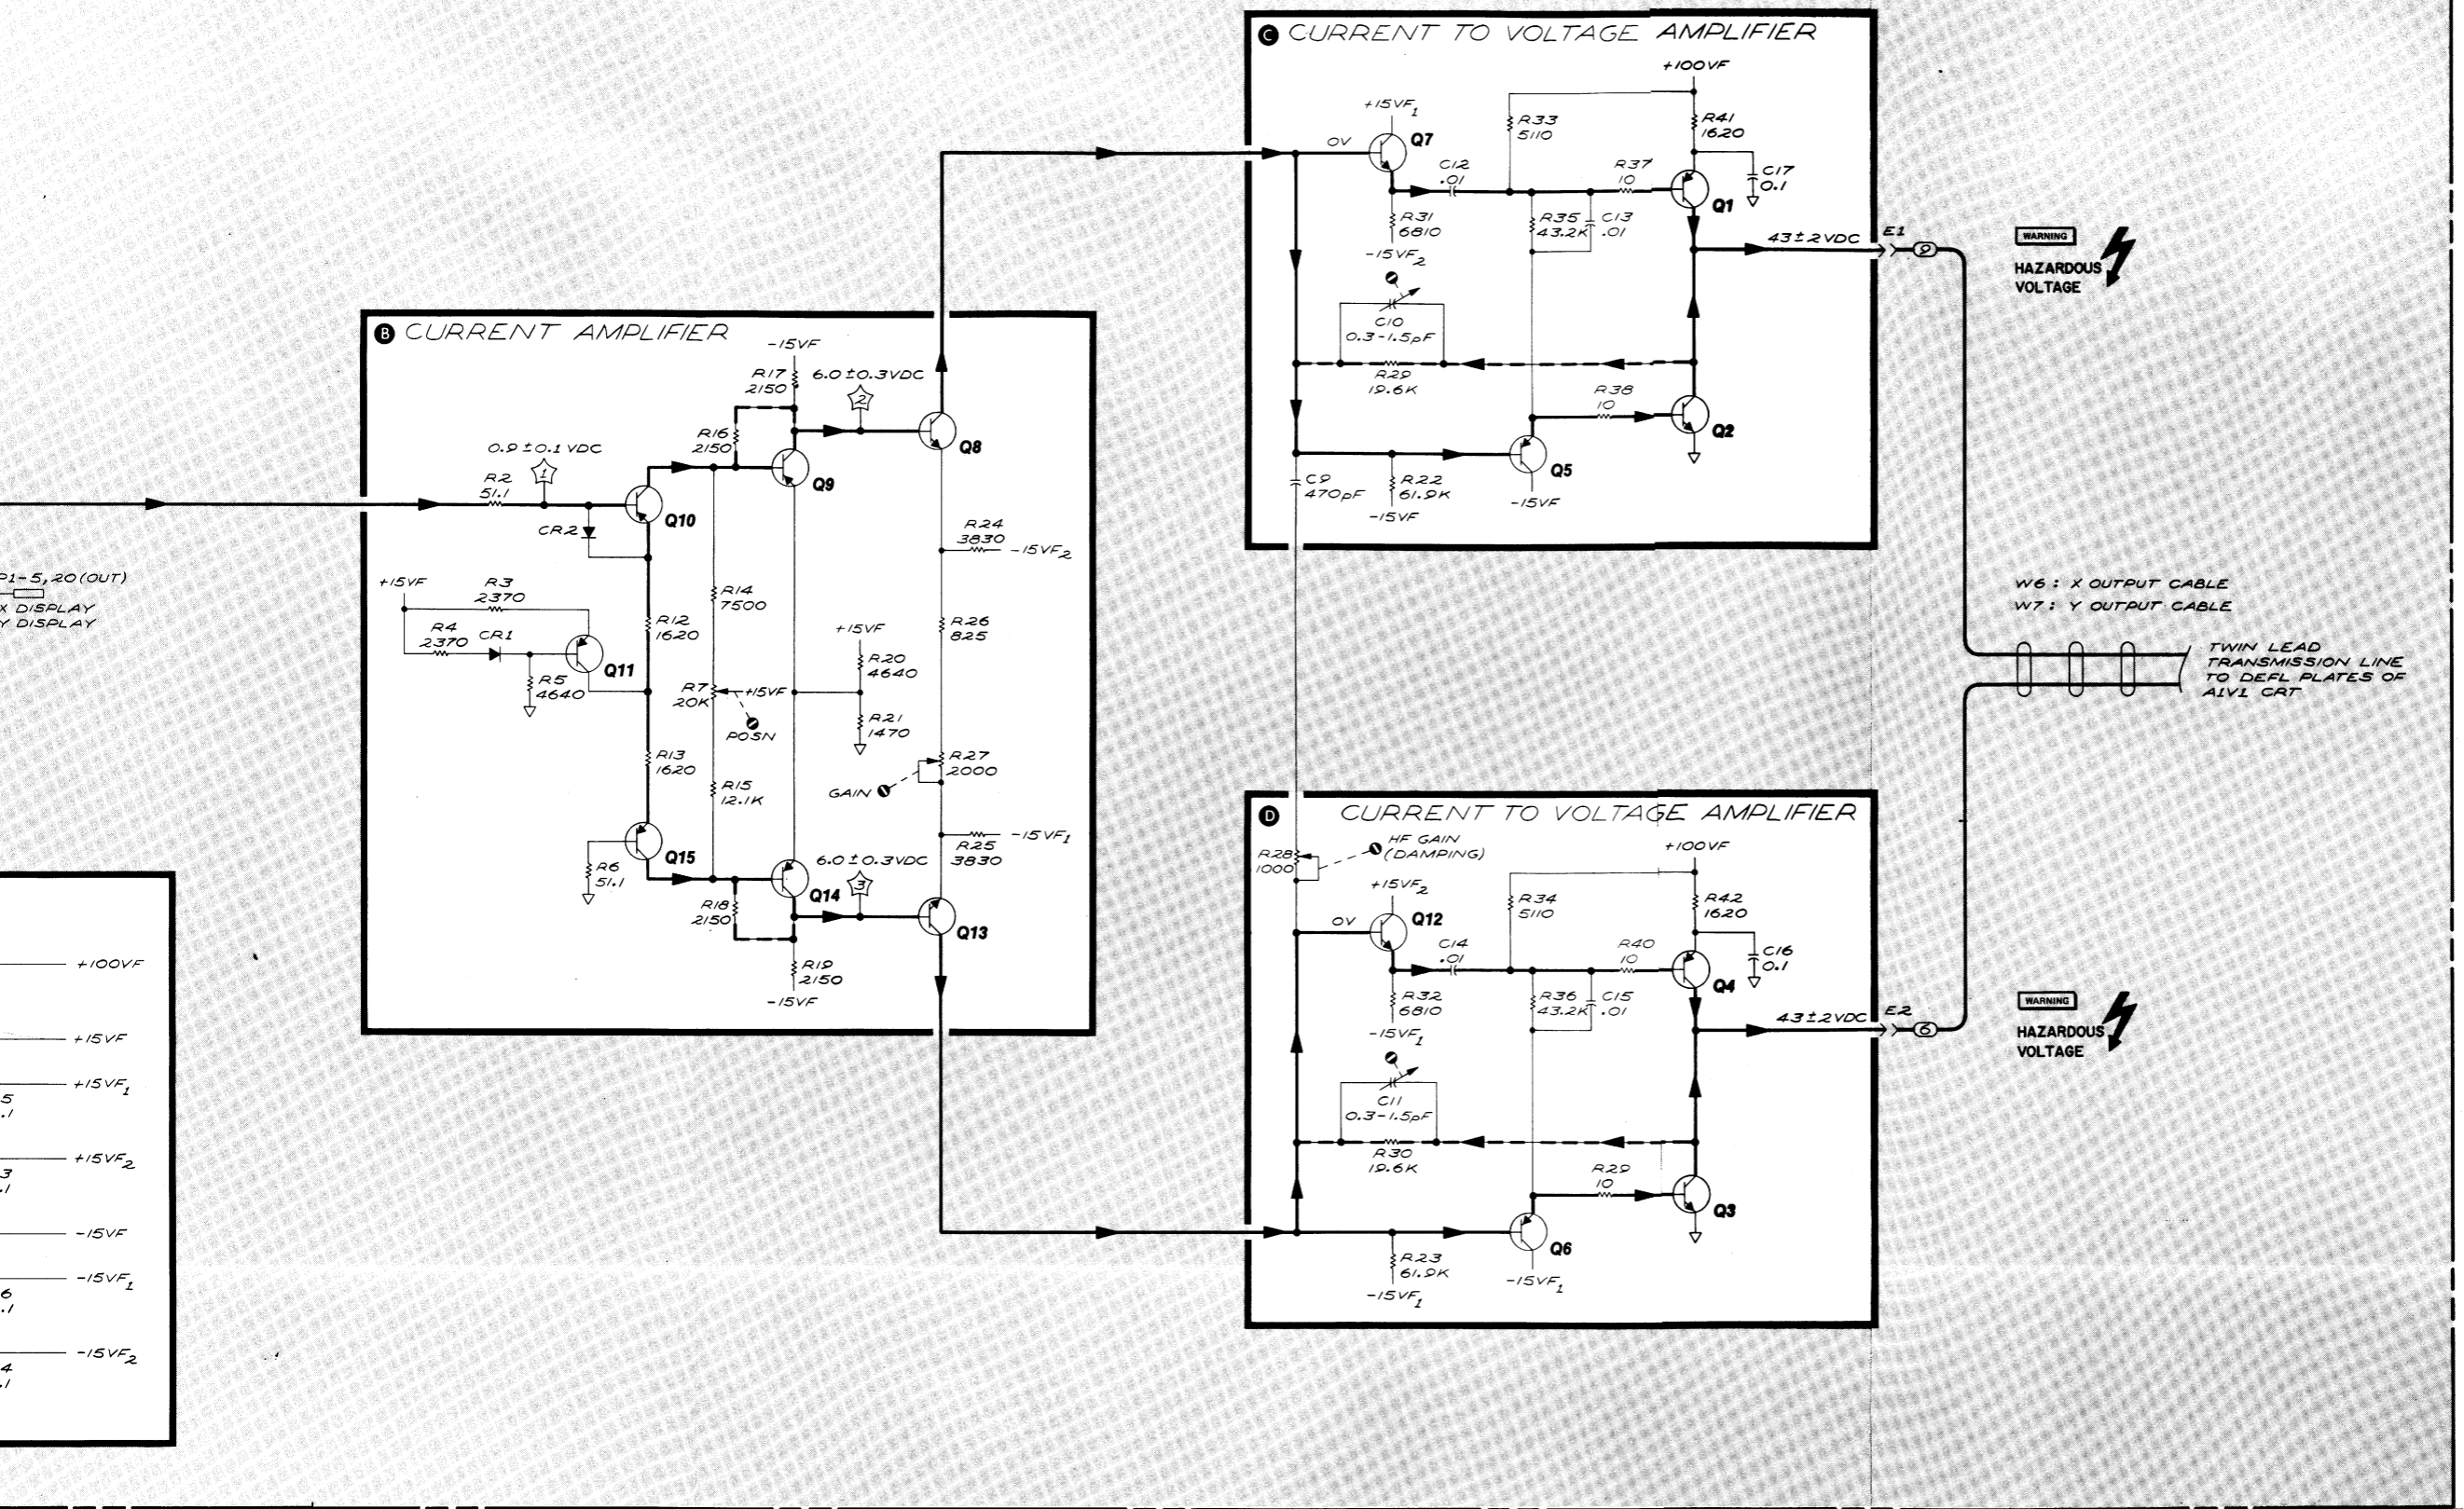 C CURRENT TO VOLTAGE AMPLIFIER
+100VF
+15VF1
R33
5110
R41
1620
0V
Q7
C12
.01
R37
10
C17
0.1
Q1
R31
6810
R35
43.2K
C13
.01
-15VF2
43±2VDC
E1
9
C10
0.3-1.5pF
R29
19.6K
R38
10
Q2
Q5
C9
470pF
R22
61.9K
-15VF
-15VF
WARNING
HAZARDOUS
VOLTAGE
B CURRENT AMPLIFIER
-15VF
R17
2150
6.0±0.3VDC
2
R16
2150
Q8
Q9
0.9±0.1VDC
1
R2
51.1
Q10
CR2
R24
3830
-15VF2
P1-5,20(OUT)
X DISPLAY
Y DISPLAY
+15VF
R3
2370
R4
2370
CR1
R14
7500
R12
1620
Q11
R5
4640
+15VF
R20
4640
R26
825
R7
20K
+15VF
POSN
R21
1470
R13
1620
R15
12.1K
R27
2000
GAIN
-15VF1
R25
3830
Q15
R6
51.1
6.0±0.3VDC
3
Q14
R18
2150
Q13
R19
2150
-15VF
W6: X OUTPUT CABLE
W7: Y OUTPUT CABLE
TWIN LEAD
TRANSMISSION LINE
TO DEFL PLATES OF
A1V1 CRT
D CURRENT TO VOLTAGE AMPLIFIER
R28
1000
HF GAIN
(DAMPING)
+100VF
+15VF2
R34
5110
R42
1620
0V
Q12
C14
.01
R40
10
C16
0.1
Q4
R32
6810
R36
43.2K
C15
.01
-15VF1
43±2VDC
E2
6
C11
0.3-1.5pF
R30
19.6K
R29
10
Q3
Q6
R23
61.9K
-15VF1
-15VF1
WARNING
HAZARDOUS
VOLTAGE
+100VF
+15VF
+15VF1
5
.1
+15VF2
3
.1
-15VF
-15VF1
6
.1
-15VF2
4
.1